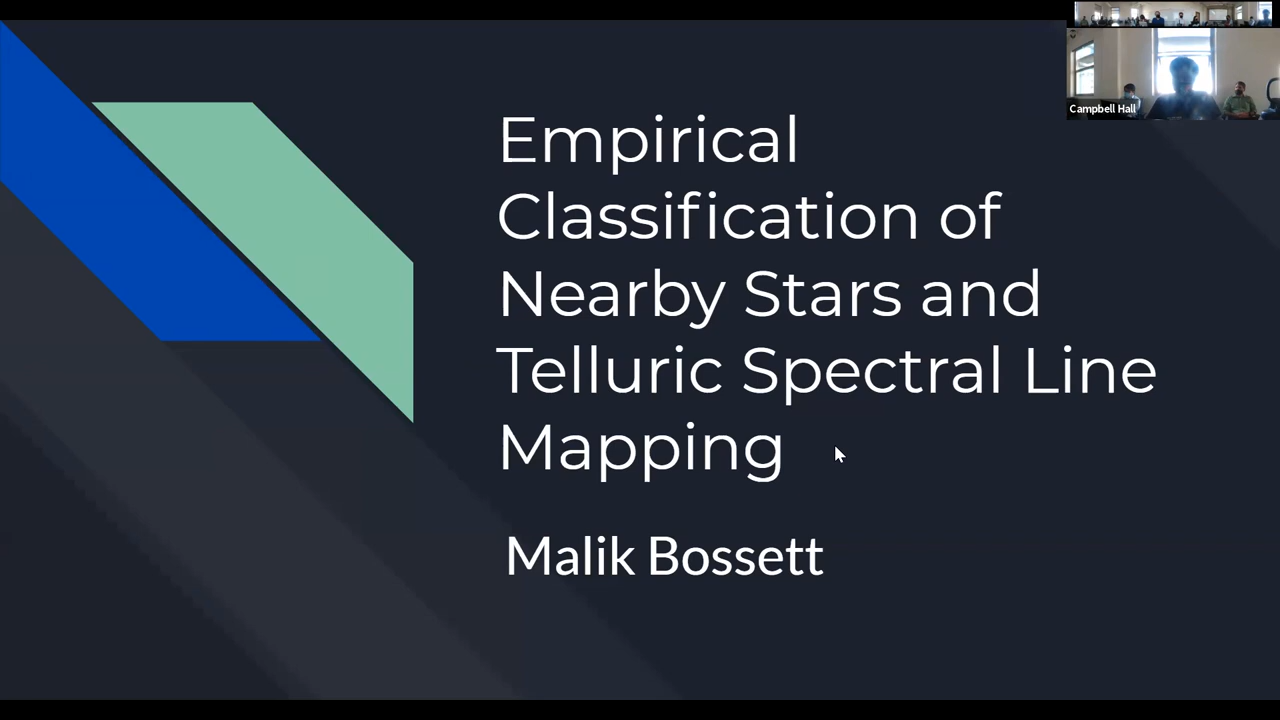 Empirical
Classification of
Nearby Stars and
Telluric Spectral Line
Mapping
Malik Bossett
Campbell Hall